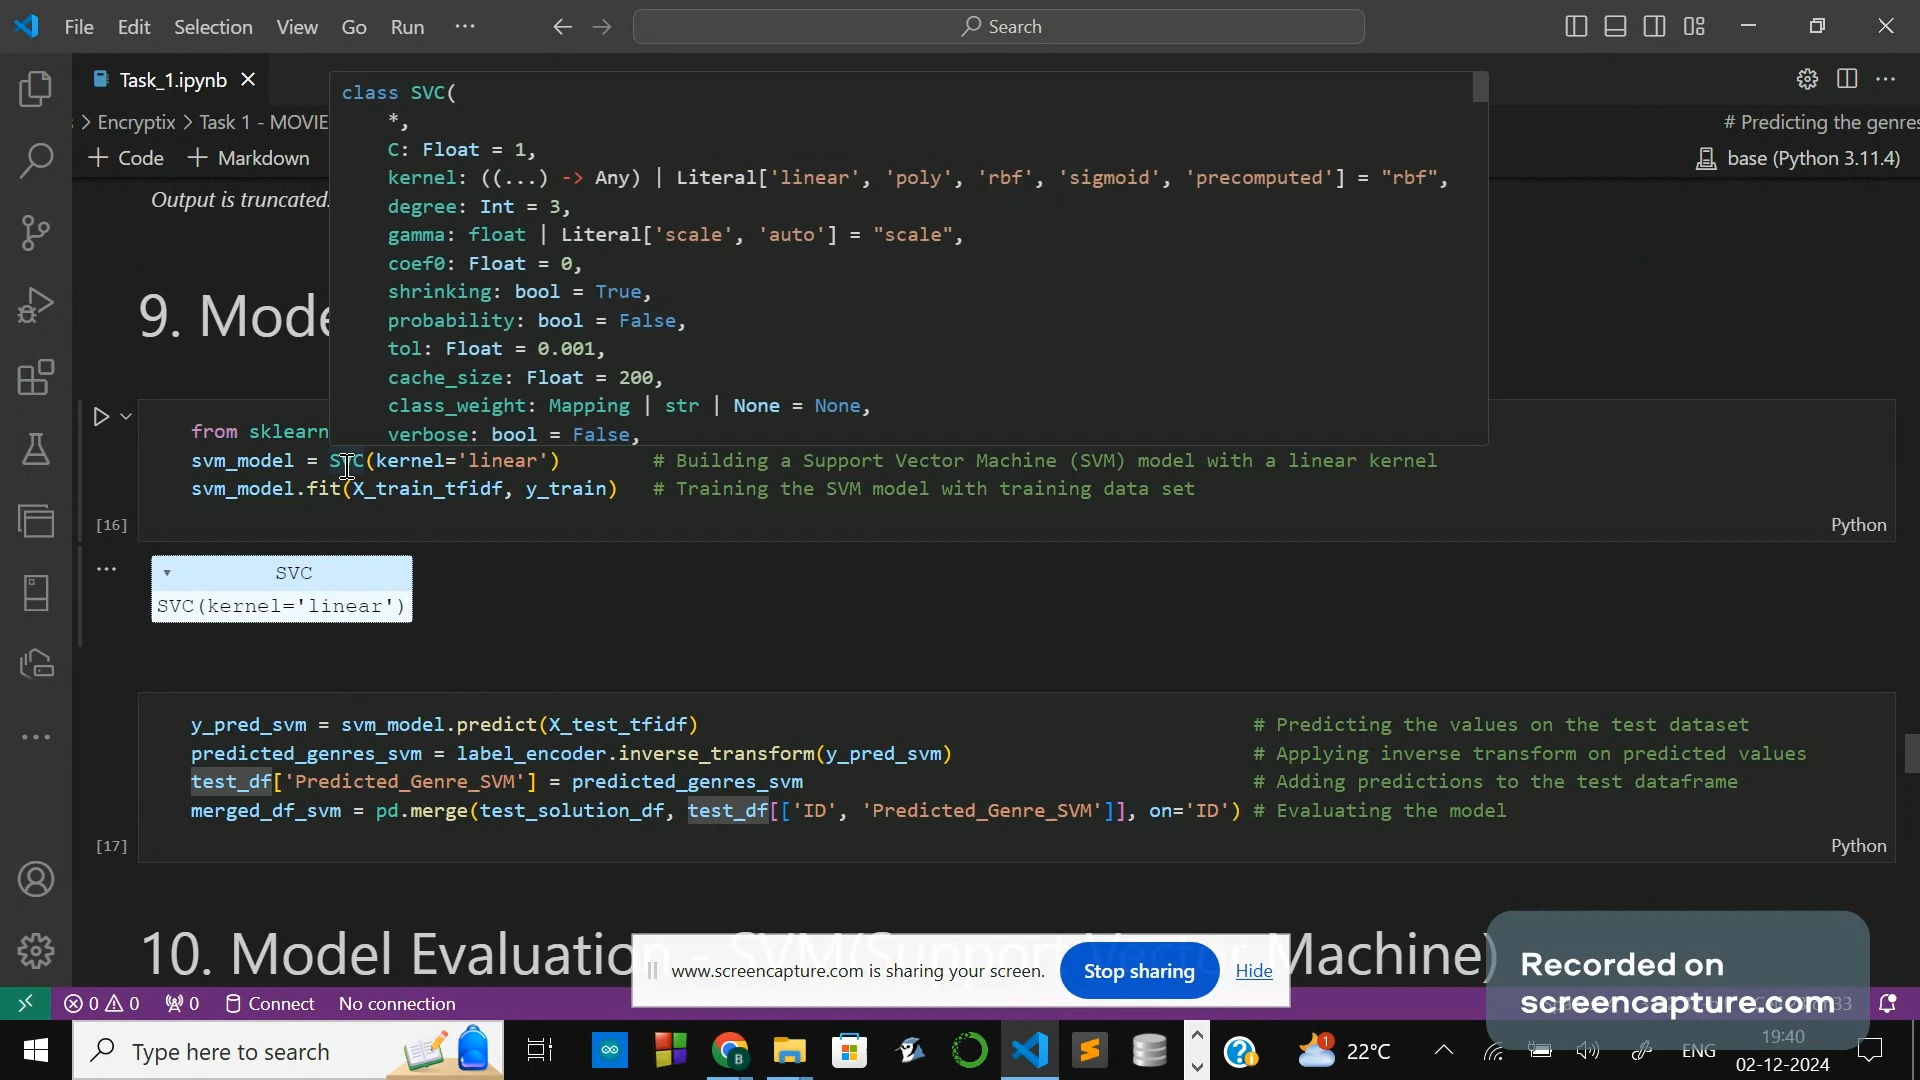 File Edit Selection View Go Run ···
Search
Task_1.ipynb
Encryptix > Task 1 - MOVIE
# Predicting the genres
+ Code + Markdown
base (Python 3.11.4)
Output is truncated.
class SVC(
*,
C: Float = 1,
kernel: ((...) -> Any) | Literal['linear', 'poly', 'rbf', 'sigmoid', 'precomputed'] = "rbf",
degree: Int = 3,
gamma: float | Literal['scale', 'auto'] = "scale",
coef0: Float = 0,
shrinking: bool = True,
probability: bool = False,
tol: Float = 0.001,
cache_size: Float = 200,
class_weight: Mapping | str | None = None,
verbose: bool = False,
9. Mode
from sklearn
svm_model = SVC(kernel='linear') # Building a Support Vector Machine (SVM) model with a linear kernel
svm_model.fit(X_train_tfidf, y_train) # Training the SVM model with training data set
[16]
Python
SVC
SVC(kernel='linear')
y_pred_svm = svm_model.predict(X_test_tfidf) # Predicting the values on the test dataset
predicted_genres_svm = label_encoder.inverse_transform(y_pred_svm) # Applying inverse transform on predicted values
test_df['Predicted_Genre_SVM'] = predicted_genres_svm # Adding predictions to the test dataframe
merged_df_svm = pd.merge(test_solution_df, test_df[['ID', 'Predicted_Genre_SVM']], on='ID') # Evaluating the model
[17]
Python
10. Model Evaluation - SVM(Support Vector Machine)
www.screencapture.com is sharing your screen.
Stop sharing
Hide
Recorded on
screencapture.com
0 0 0 Connect No connection
Type here to search
1
22°C
ENG
19:40
02-12-2024